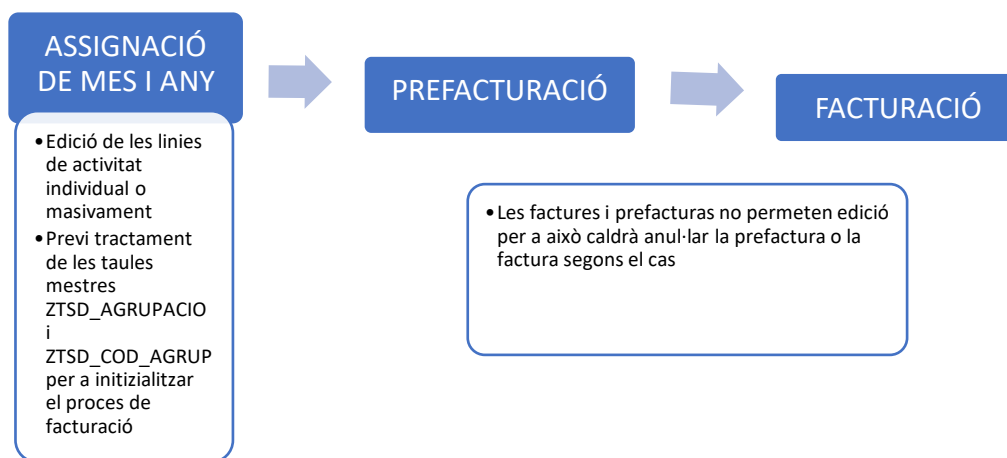 ASSIGNACIÓ
DE MES I ANY
PREFACTURACIÓ
FACTURACIÓ
•Edició de les linies
de activitat
individual o
masivament
•Previ tractament
de les taules
mestres
ZTSD_AGRUPACIO
i
ZTSD_COD_AGRUP
per a initizialitzar
el proces de
facturació
•Les factures i prefacturas no permeten edició
per a això caldrà anul·lar la prefactura o la
factura segons el cas